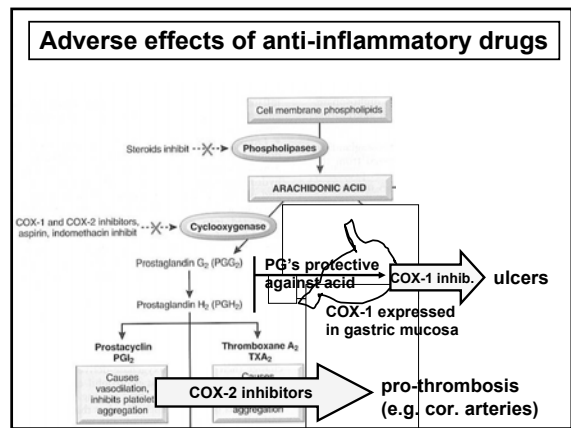 Adverse effects of anti-inflammatory drugs
Cell membrane phospholipids
Steroids inhibit
Phospholipases
ARACHIDONIC ACID
COX-1 and COX-2 inhibitors,
aspirin, indomethacin inhibit
Cyclooxygenase
Prostaglandin G₂ (PGG₂)
PG's protective
against acid
COX-1 inhib.
ulcers
Prostaglandin H₂ (PGH₂)
COX-1 expressed
in gastric mucosa
Prostacyclin
PGI₂
Thromboxane A₂
TXA₂
Causes
vasodilation,
inhibits platelet
aggregation
Causes
aggregation
COX-2 inhibitors
pro-thrombosis
(e.g. cor. arteries)